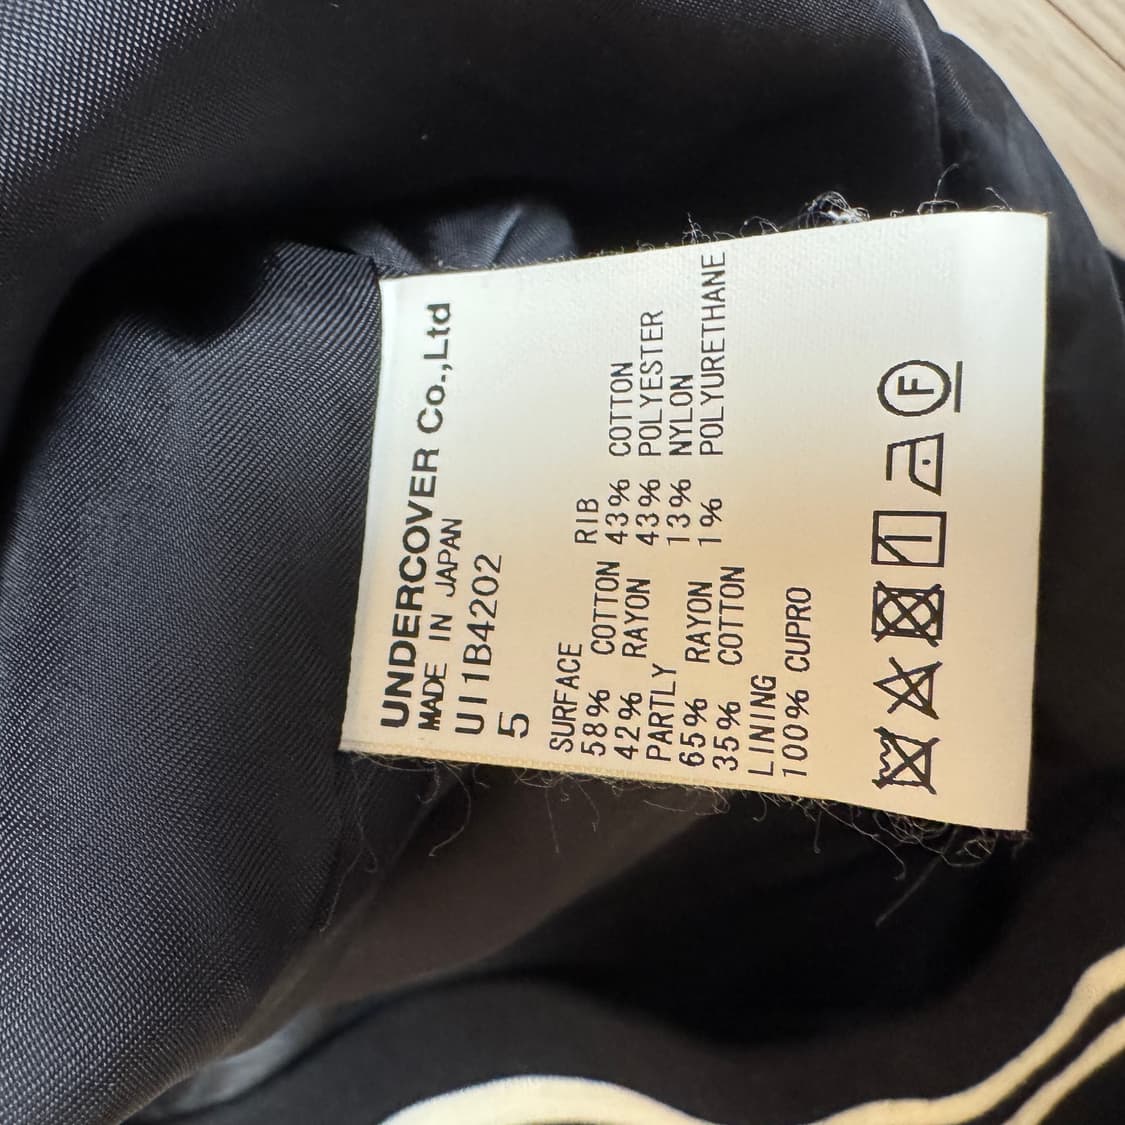 UNDERCOVER Co.,Ltd
MADE IN JAPAN
UI1B4202
5
SURFACE
58% COTTON
42% RAYON
PARTLY
65% RAYON
35% COTTON
LINING
100% CUPRO
RIB
43% COTTON
43% POLYESTER
13% NYLON
1% POLYURETHANE
F